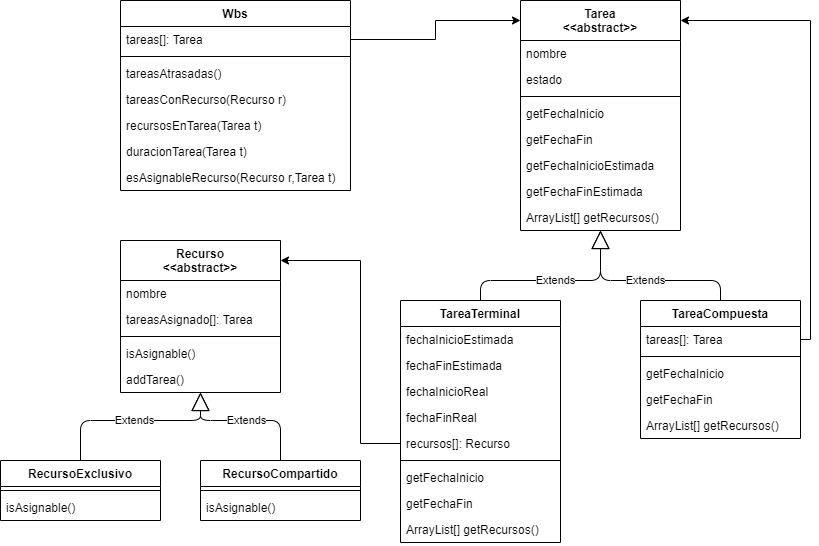 Wbs
tareas[]: Tarea
tareasAtrasadas()
tareasConRecurso(Recurso r)
recursosEnTarea(Tarea t)
duracionTarea(Tarea t)
esAsignableRecurso(Recurso r,Tarea t)
Tarea
<<abstract>>
nombre
estado
getFechaInicio
getFechaFin
getFechaInicioEstimada
getFechaFinEstimada
ArrayList[] getRecursos()
Recurso
<<abstract>>
nombre
tareasAsignado[]: Tarea
isAsignable()
addTarea()
Extends
Extends
TareaTerminal
fechaInicioEstimada
fechaFinEstimada
fechaInicioReal
fechaFinReal
recursos[]: Recurso
getFechaInicio
getFechaFin
ArrayList[] getRecursos()
TareaCompuesta
tareas[]: Tarea
getFechaInicio
getFechaFin
ArrayList[] getRecursos()
Extends
Extends
RecursoExclusivo
isAsignable()
RecursoCompartido
isAsignable()